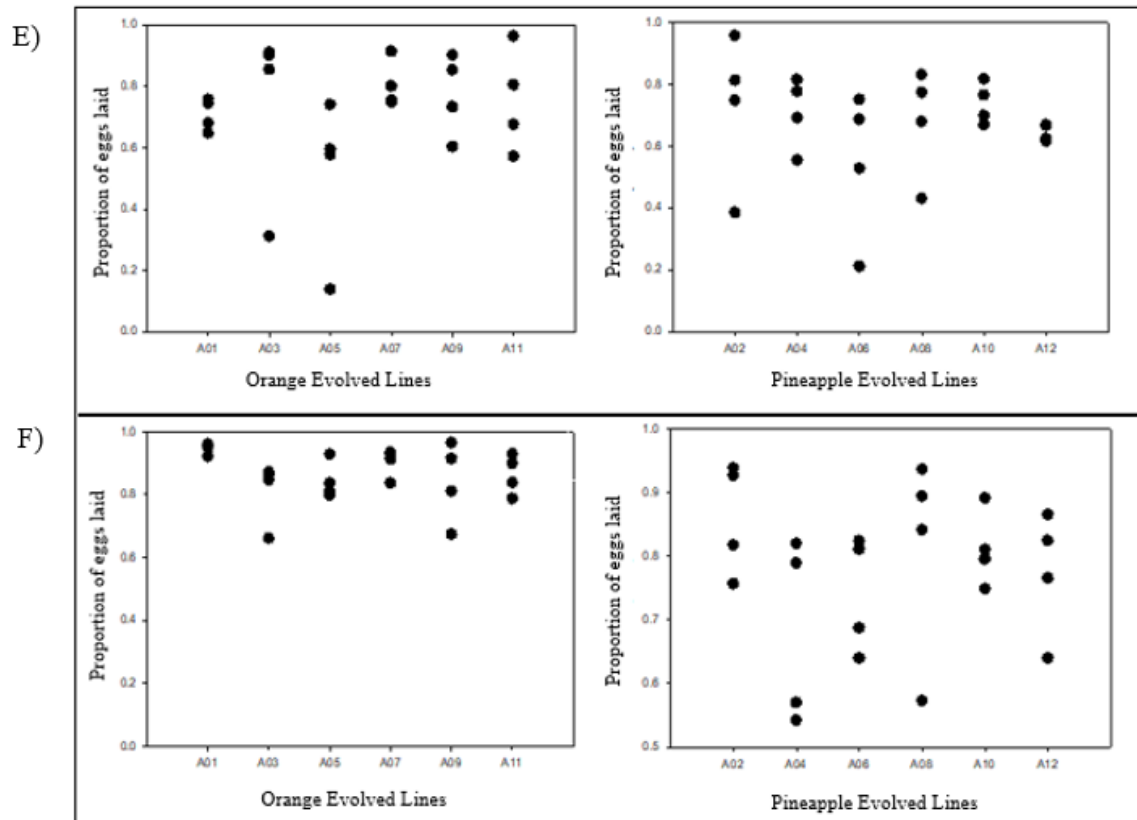 E)
Proportion of eggs laid
1.0
0.8
0.6
0.4
0.2
0.0
A01 A03 A05 A07 A09 A11
Orange Evolved Lines
Proportion of eggs laid
1.0
0.8
0.6
0.4
0.2
0.0
A02 A04 A06 A08 A10 A12
Pineapple Evolved Lines
F)
Proportion of eggs laid
1.0
0.8
0.6
0.4
0.2
0.0
A01 A03 A05 A07 A09 A11
Orange Evolved Lines
Proportion of eggs laid
1.0
0.9
0.8
0.7
0.6
0.5
A02 A04 A06 A08 A10 A12
Pineapple Evolved Lines